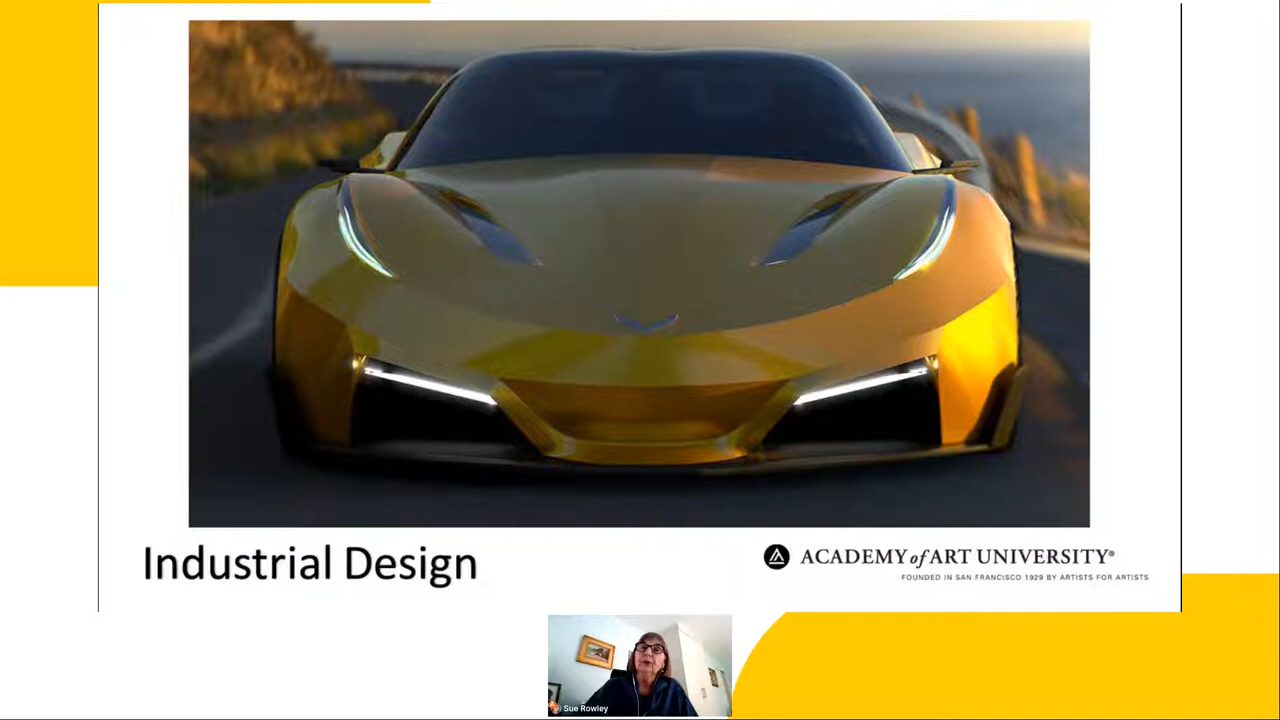 Industrial Design
ACADEMY of ART UNIVERSITY®
FOUNDED IN SAN FRANCISCO 1929 BY ARTISTS FOR ARTISTS
Sue Rowley